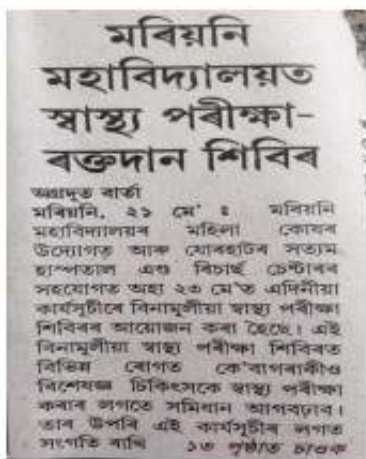 মৰিয়নি
মহাবিদ্যালয়ত
স্বাস্থ্য পৰীক্ষা-
ৰক্তদান শিবিৰ
অগ্ৰদূত বাৰ্তা
মৰিয়নি, ২১ মে' ঃ মৰিয়নি
মহাবিদ্যালয়ৰ মহিলা কোষৰ
উদ্যোগত আৰু যোৰহাটৰ সত্যম
হাস্পতাল এণ্ড ৰিচাৰ্ছ চেণ্টাৰৰ
সহযোগত অহা ২৩ মে'ত এদিনীয়া
কাৰ্যসূচীৰে বিনামূলীয়া স্বাস্থ্য পৰীক্ষা
শিবিৰৰ আয়োজন কৰা হৈছে। এই
বিনামূলীয়া স্বাস্থ্য পৰীক্ষা শিবিৰত
বিভিন্ন ৰোগত কে'বাগৰাকীও
বিশেষজ্ঞ চিকিৎসকে স্বাস্থ্য পৰীক্ষা
কৰাৰ লগতে সমিধান আগবঢ়াব।
তাৰ উপৰি এই কাৰ্যসূচীৰ লগত
সংগতি ৰাখি ১৩ পৃষ্ঠাত চাওক